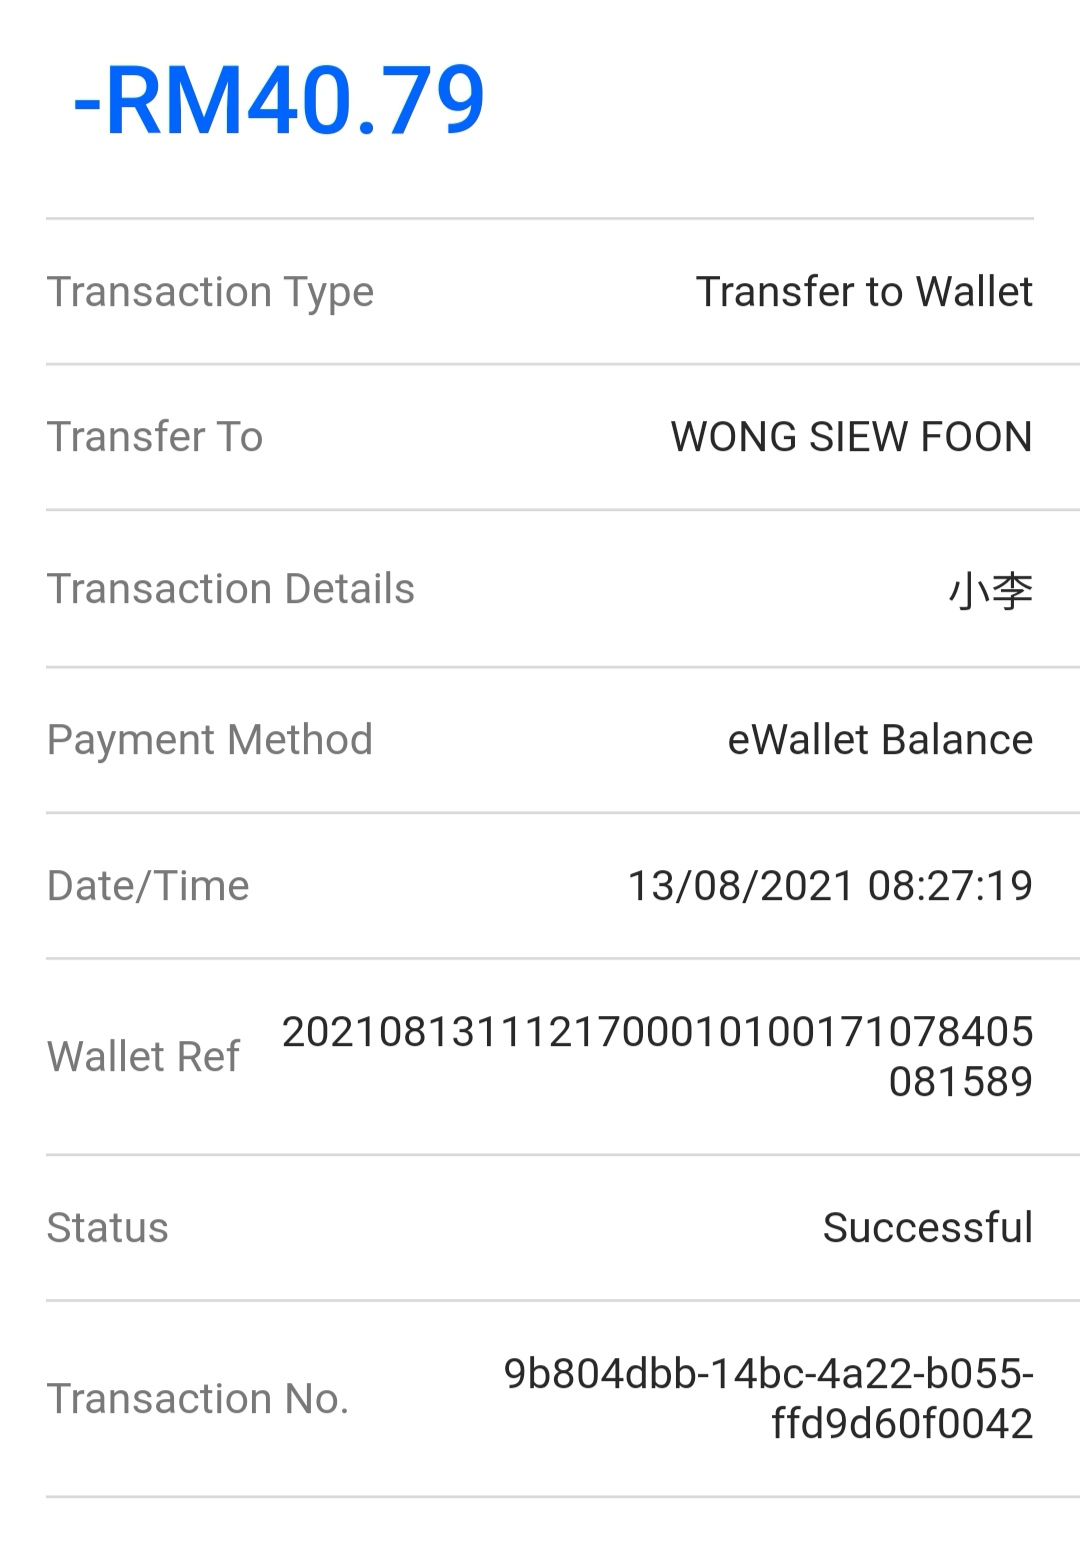 -RM40.79
Transaction Type Transfer to Wallet
Transfer To WONG SIEW FOON
Transaction Details 小李
Payment Method eWallet Balance
Date/Time 13/08/2021 08:27:19
Wallet Ref 2021081311121700010100171078405
081589
Status Successful
Transaction No. 9b804dbb-14bc-4a22-b055-
ffd9d60f0042